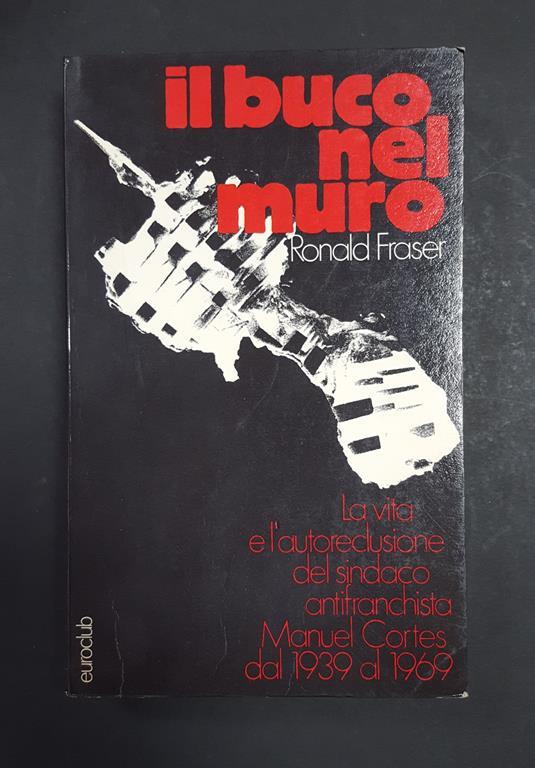 il buco
nel
muro
Ronald Fraser
La vita
e l'autoreclusione
del sindaco
antifranchista
Manuel Cortes
dal 1939 al 1969
euroclub